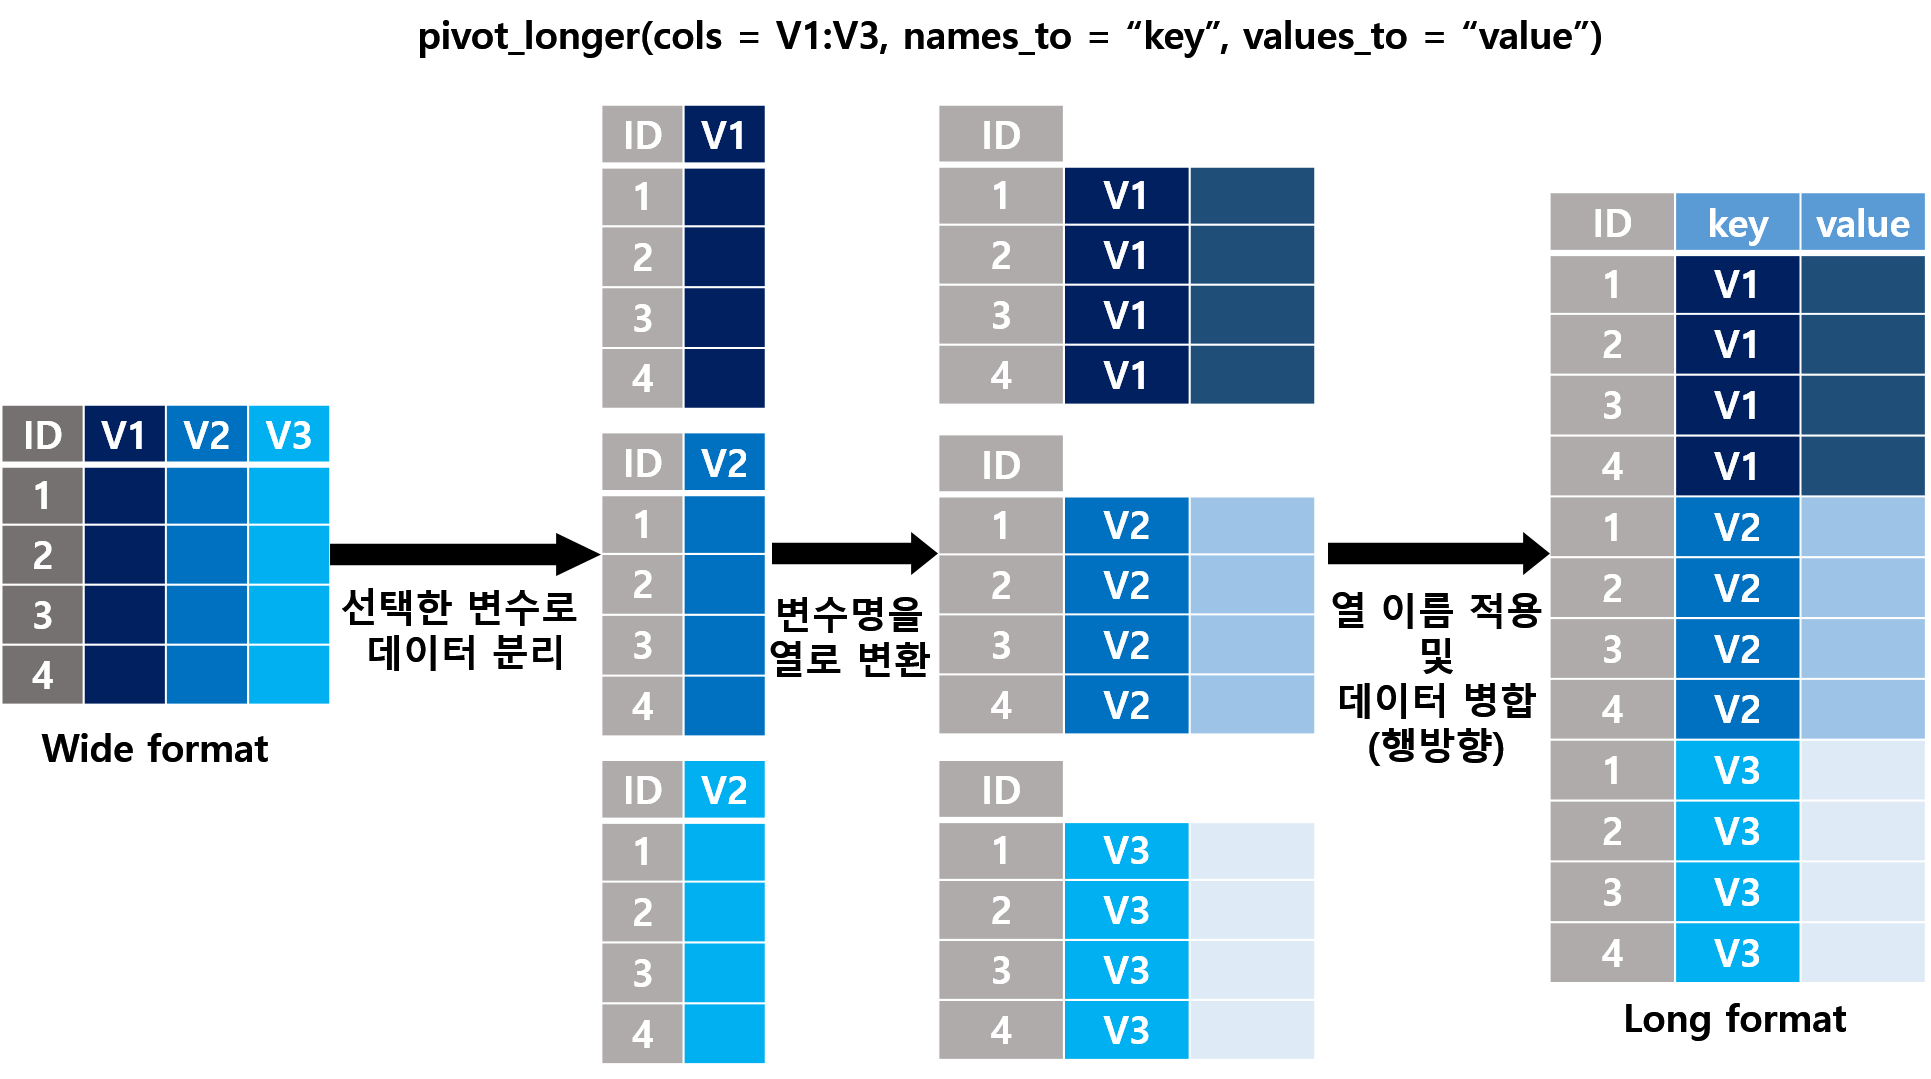 pivot_longer(cols = V1:V3, names_to = “key”, values_to = “value”)
ID V1 V2 V3
1
2
3
4
Wide format
선택한 변수로
데이터 분리
ID V1
1
2
3
4
ID V2
1
2
3
4
ID V2
1
2
3
4
변수명을
열로 변환
ID
1 V1
2 V1
3 V1
4 V1
ID
1 V2
2 V2
3 V2
4 V2
ID
1 V3
2 V3
3 V3
4 V3
열 이름 적용
및
데이터 병합
(행방향)
ID key value
1 V1
2 V1
3 V1
4 V1
1 V2
2 V2
3 V2
4 V2
1 V3
2 V3
3 V3
4 V3
Long format